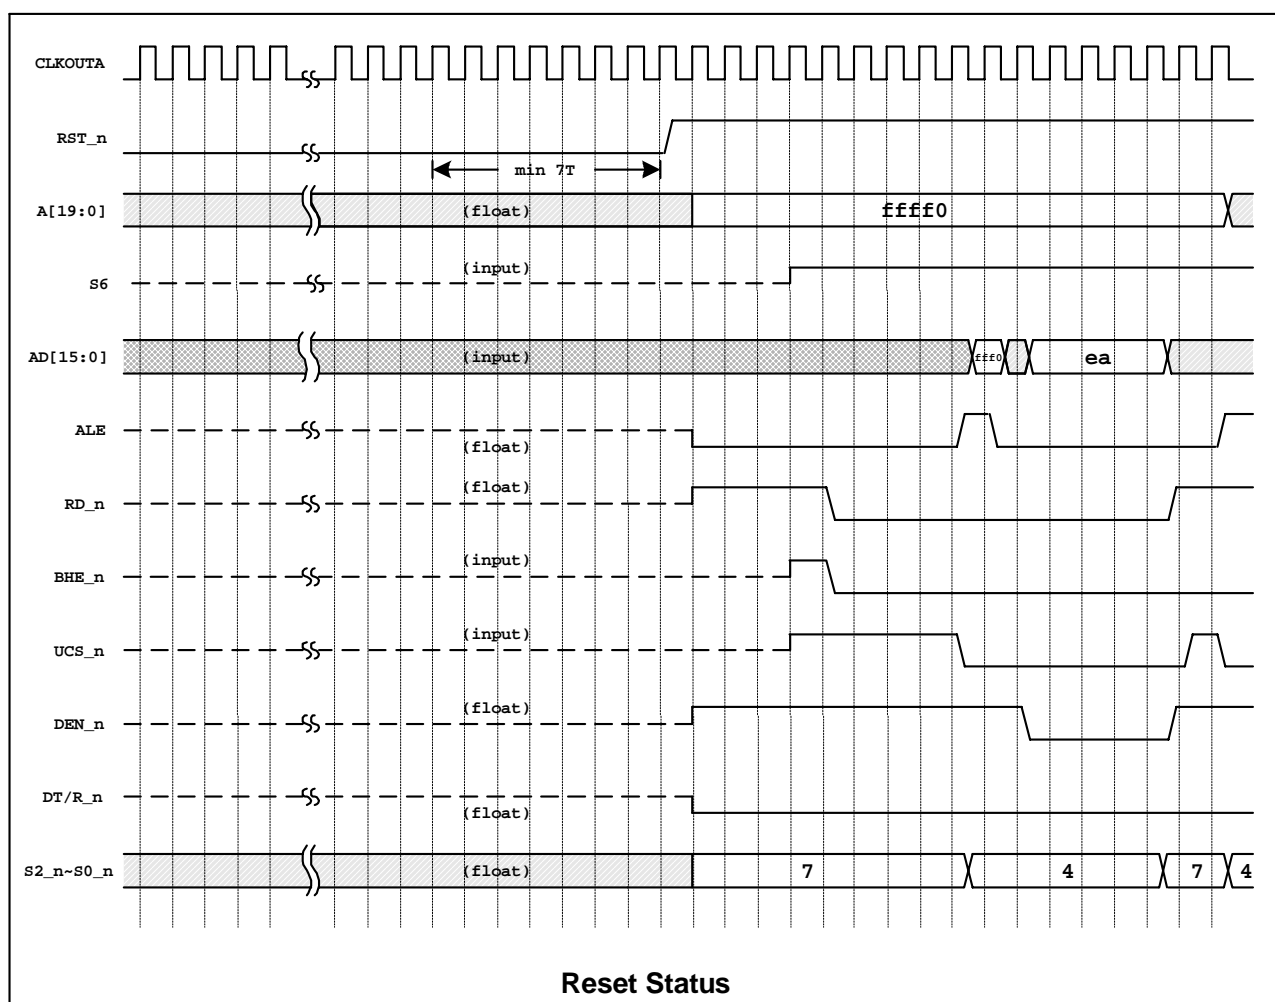 CLKOUTA
RST_n
min 7T
A[19:0] (float) ffff0
S6 (input)
AD[15:0] (input) fff0 ea
ALE (float)
RD_n (float)
BHE_n (input)
UCS_n (input)
DEN_n (float)
DT/R_n (float)
S2_n~S0_n (float) 7 4 7 4
Reset Status